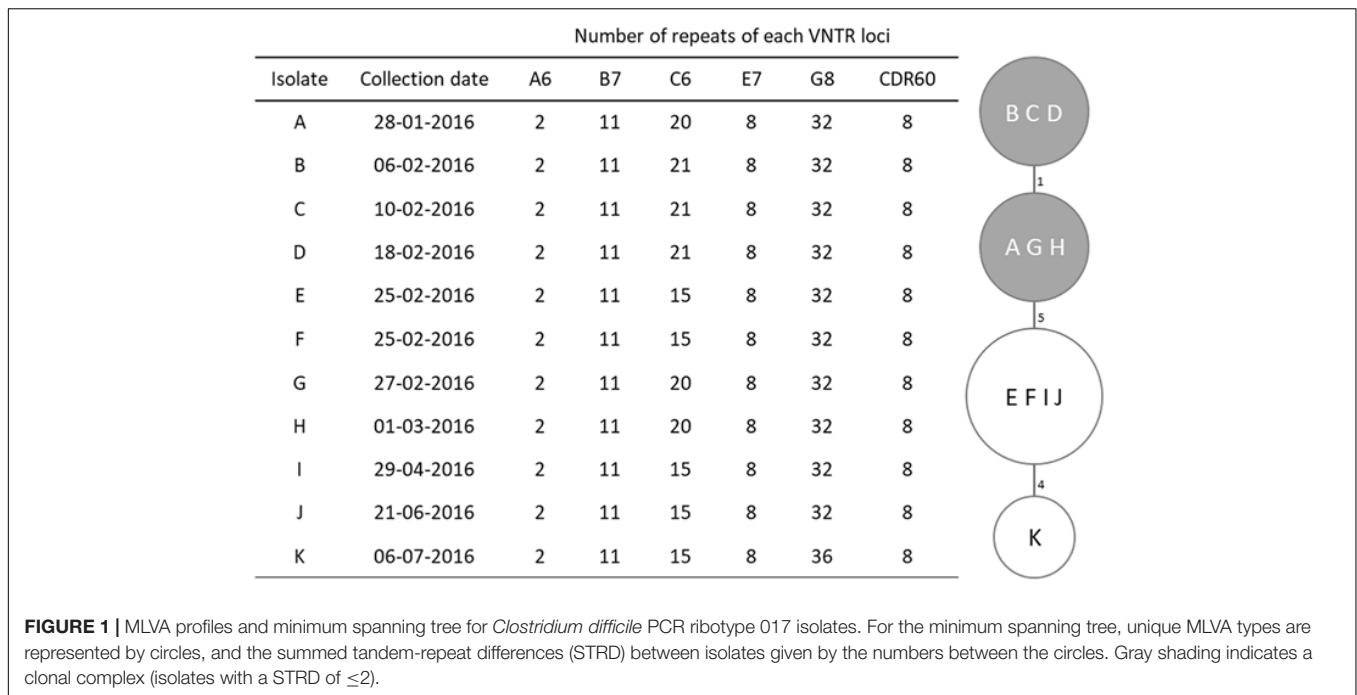 Number of repeats of each VNTR loci
Isolate Collection date A6 B7 C6 E7 G8 CDR60
A 28-01-2016 2 11 20 8 32 8
B 06-02-2016 2 11 21 8 32 8
C 10-02-2016 2 11 21 8 32 8
D 18-02-2016 2 11 21 8 32 8
E 25-02-2016 2 11 15 8 32 8
F 25-02-2016 2 11 15 8 32 8
G 27-02-2016 2 11 20 8 32 8
H 01-03-2016 2 11 20 8 32 8
I 29-04-2016 2 11 15 8 32 8
J 21-06-2016 2 11 15 8 32 8
K 06-07-2016 2 11 15 8 36 8
B C D
1
A G H
5
E F I J
4
K
FIGURE 1 | MLVA profiles and minimum spanning tree for Clostridium difficile PCR ribotype 017 isolates. For the minimum spanning tree, unique MLVA types are
represented by circles, and the summed tandem-repeat differences (STRD) between isolates given by the numbers between the circles. Gray shading indicates a
clonal complex (isolates with a STRD of ≤2).